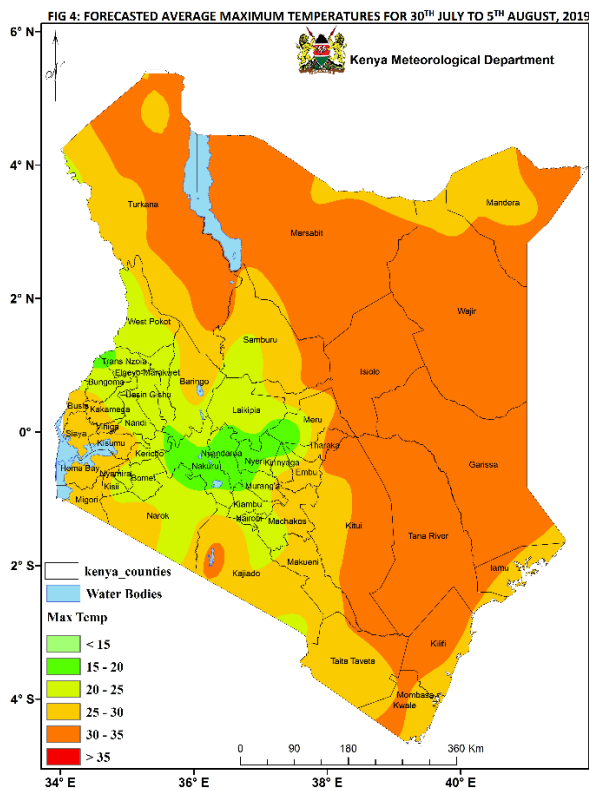 FIG 4: FORECASTED AVERAGE MAXIMUM TEMPERATURES FOR 30TH JULY TO 5TH AUGUST, 2019
Kenya Meteorological Department
6° N
4° N
2° N
0°
2° S
4° S
Turkana
Marsabit
Mandera
Wajir
West Pokot
Samburu
Trans Nzoia
Elgeyo-Marakwet
Baringo
Isiolo
Bungoma
Uasin Gishu
Busia
Kakamega
Laikipia
Meru
Vihiga
Nandi
Siaya
Kisumu
Tharaka
Kericho
Nyandarua
Nyeri
Kirinyaga
Garissa
Homa Bay
Nyamira
Nakuru
Embu
Kisii
Bomet
Murang'a
Migori
Narok
Kiambu
Nairobi
Machakos
Kitui
Tana River
Makueni
Kajiado
lamu
Kilifi
Taita Taveta
Mombasa
Kwale
kenya_counties
Water Bodies
Max Temp
< 15
15 - 20
20 - 25
25 - 30
30 - 35
> 35
0 90 180 360 Km
34° E 36° E 38° E 40° E